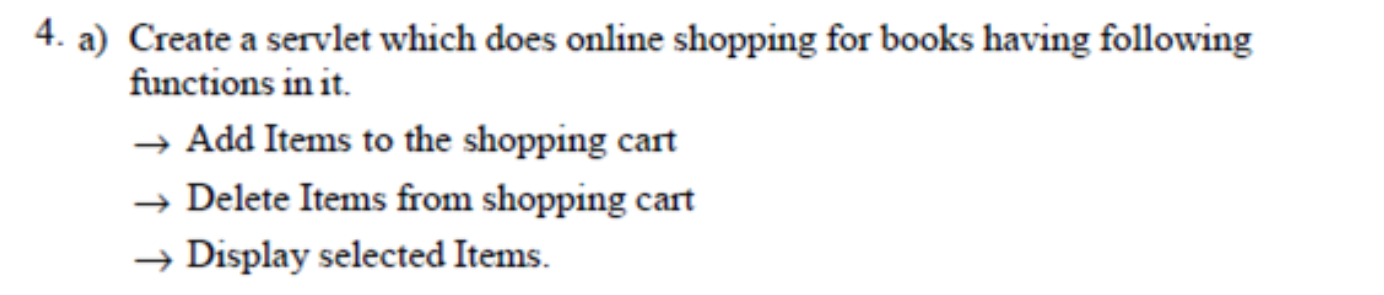 4. a) Create a servlet which does online shopping for books having following
functions in it.
→ Add Items to the shopping cart
→ Delete Items from shopping cart
→ Display selected Items.